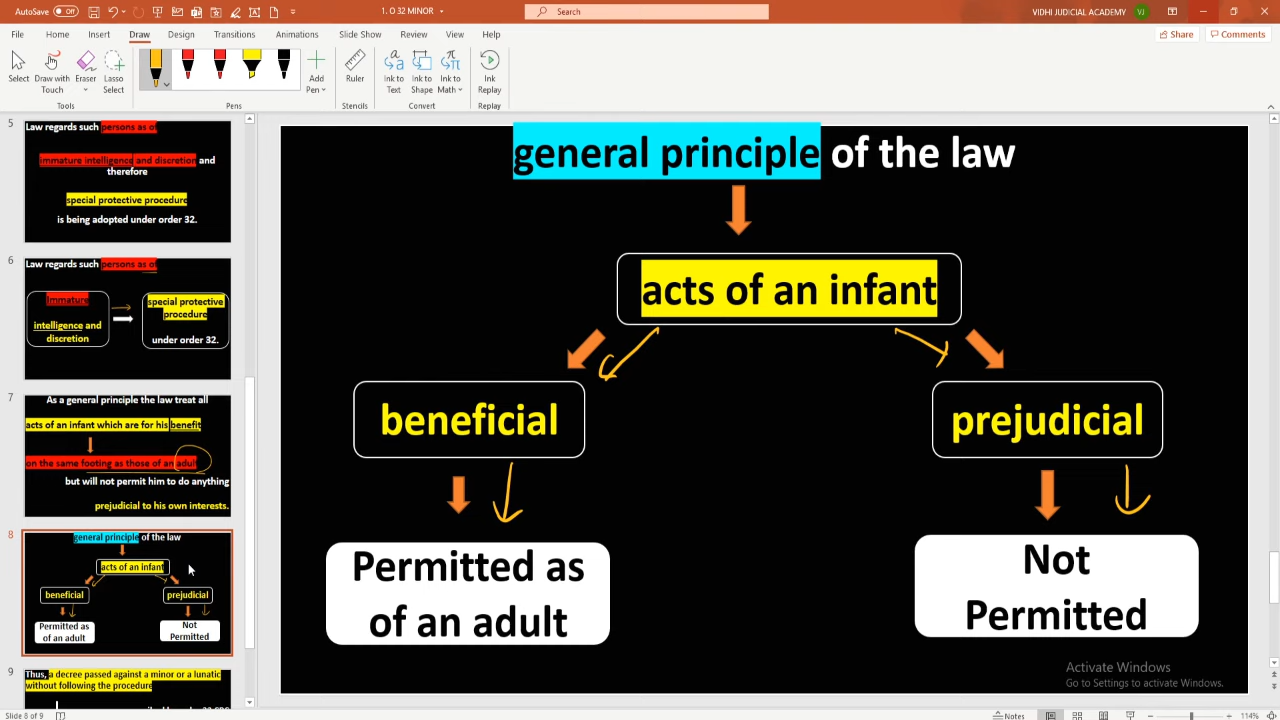 AutoSave Off
1. O 32 MINOR
Search
VIDHI JUDICIAL ACADEMY VJ
File Home Insert Draw Design Transitions Animations Slide Show Review View Help
Share Comments
Select
Draw with Touch
Eraser
Lasso Select
Add Pen
Ruler
Ink to Text
Ink to Shape
Ink to Math
Ink Replay
Tools Pens Stencils Convert Replay
5
Law regards such persons as of
immature intelligence and discretion and
therefore
special protective procedure
is being adopted under order 32.
6
Law regards such persons as of
Immature
intelligence and
discretion
special protective
procedure
under order 32.
7
As a general principle the law treat all
acts of an infant which are for his benefit
on the same footing as those of an adult
but will not permit him to do anything
prejudicial to his own interests.
8
general principle of the law
acts of an infant
beneficial
prejudicial
Permitted as
of an adult
Not
Permitted
9
Thus, a decree passed against a minor or a lunatic
without following the procedure
general principle of the law
acts of an infant
beneficial
prejudicial
Permitted as
of an adult
Not
Permitted
Activate Windows
Go to Settings to activate Windows.
Slide 8 of 9
Notes
114%